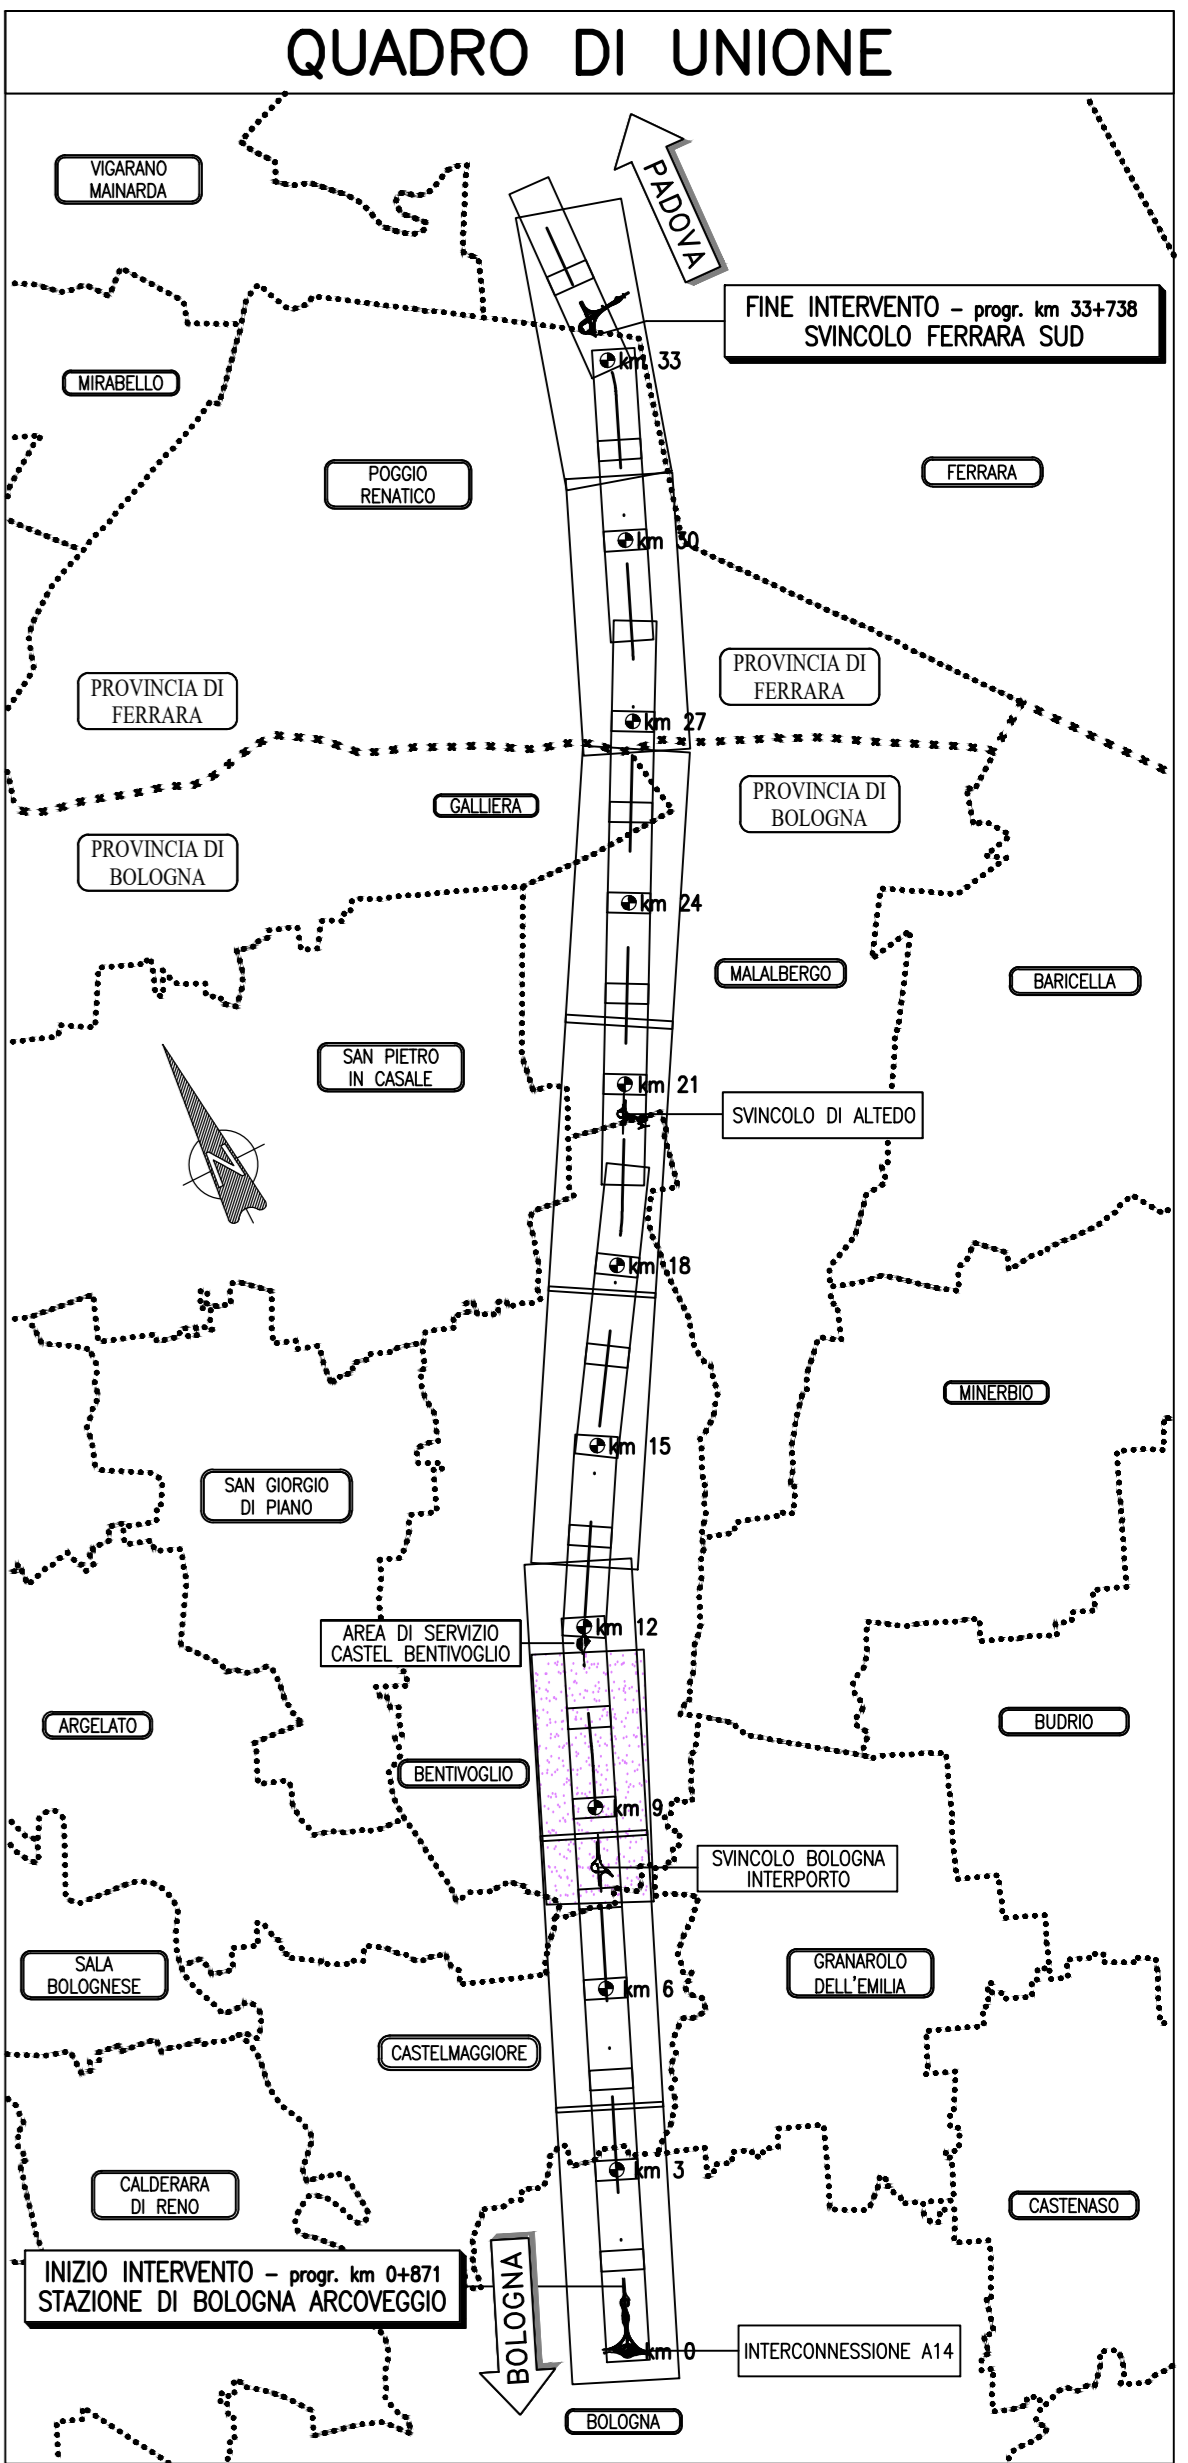 QUADRO DI UNIONE
VIGARANO
MAINARDA
PADOVA
FINE INTERVENTO - progr. km 33+738
SVINCOLO FERRARA SUD
km 33
MIRABELLO
POGGIO
RENATICO
FERRARA
km 30
PROVINCIA DI
FERRARA
PROVINCIA DI
FERRARA
km 27
GALLIERA
PROVINCIA DI
BOLOGNA
PROVINCIA DI
BOLOGNA
km 24
MALALBERGO
BARICELLA
SAN PIETRO
IN CASALE
km 21
SVINCOLO DI ALTEDO
N
km 18
MINERBIO
km 15
SAN GIORGIO
DI PIANO
km 12
AREA DI SERVIZIO
CASTEL BENTIVOGLIO
ARGELATO
BUDRIO
BENTIVOGLIO
km 9
SVINCOLO BOLOGNA
INTERPORTO
SALA
BOLOGNESE
GRANAROLO
DELL'EMILIA
km 6
CASTELMAGGIORE
km 3
CALDERARA
DI RENO
CASTENASO
INIZIO INTERVENTO - progr. km 0+871
STAZIONE DI BOLOGNA ARCOVEGGIO
BOLOGNA
km 0
INTERCONNESSIONE A14
BOLOGNA